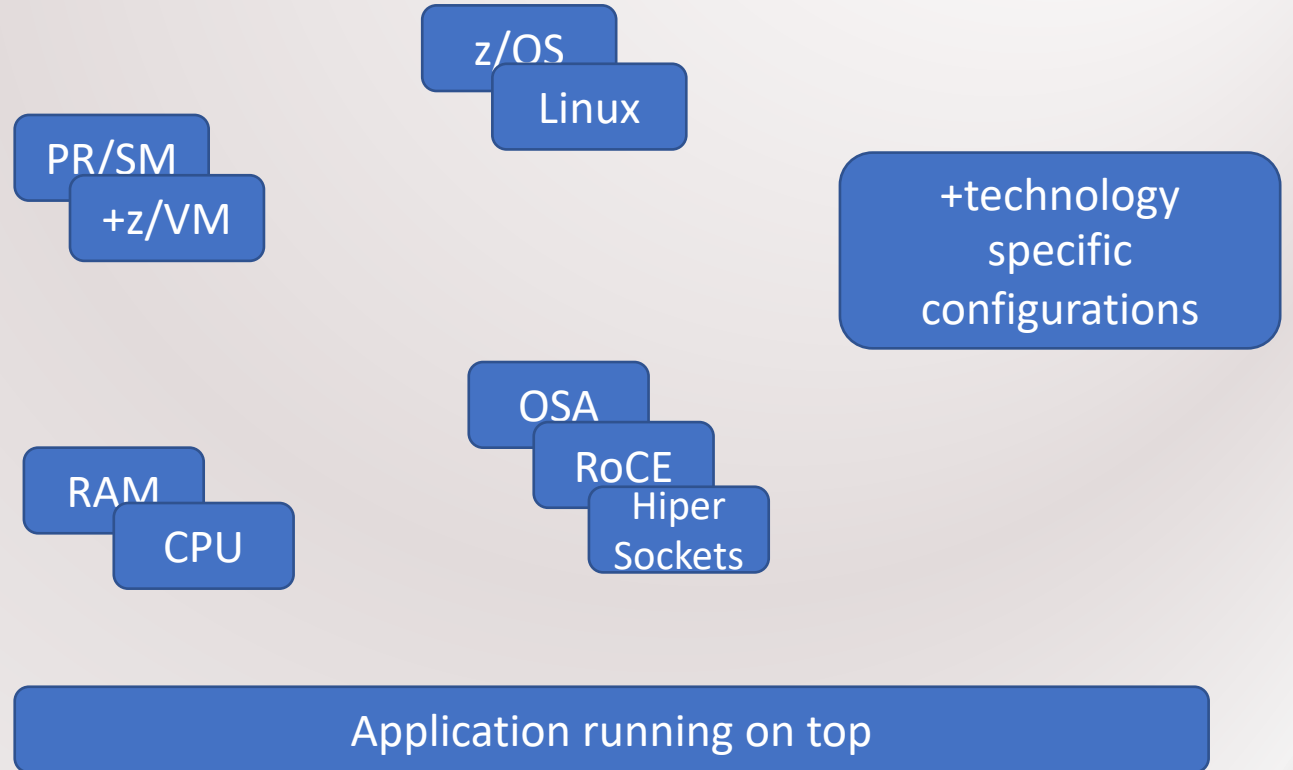 z/OS
Linux
PR/SM
+z/VM
+technology
specific
configurations
OSA
RoCE
Hiper
Sockets
RAM
CPU
Application running on top